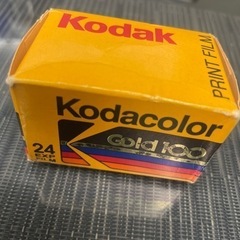 Kodak
PRINT FILM
Kodacolor
Gold 100
24
EXP